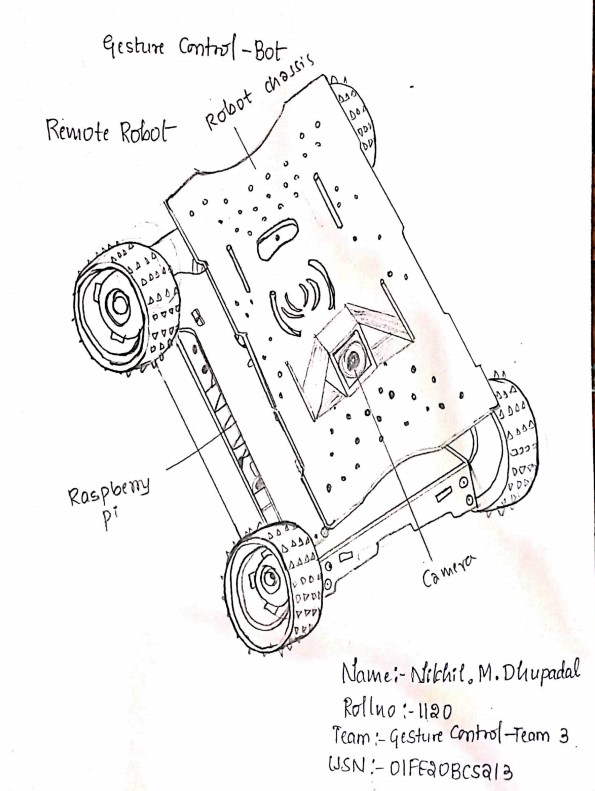 Gesture Control-Bot
Robot chassis
Remote Robot
Raspberry
Pi
Camera
Name:- Nikhil. M. Dhupadal
Rollno :- 1120
Team:- Gesture Control-Team 3
USN:- 01FE20BCS213